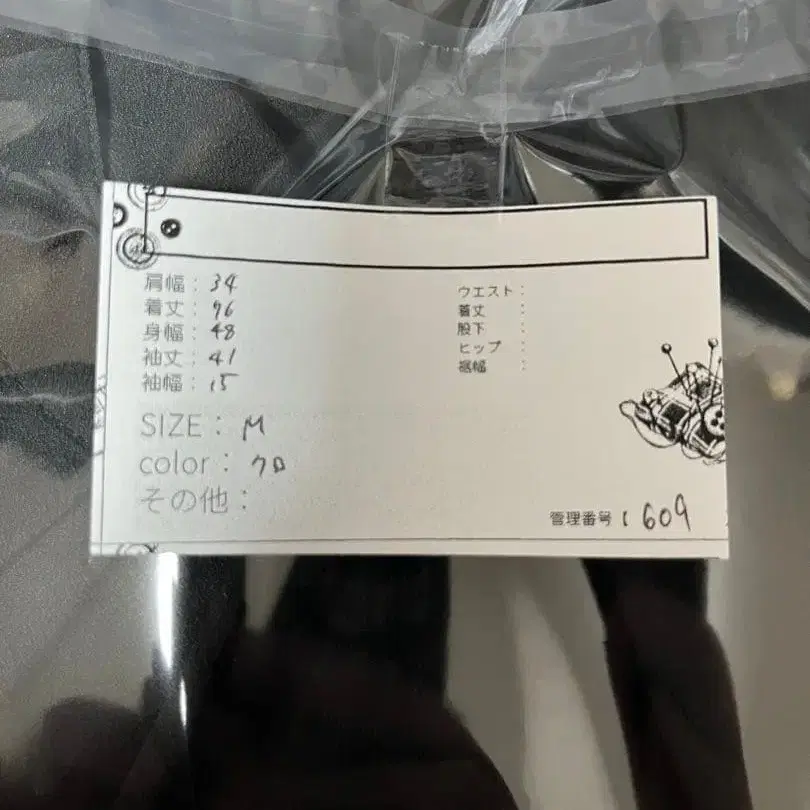 肩幅：34
着丈：96
身幅：48
袖丈：41
袖幅：15
SIZE：M
color：クロ
その他：
ウエスト：
着丈：
股下：
ヒップ：
裾幅：
管理番号：609